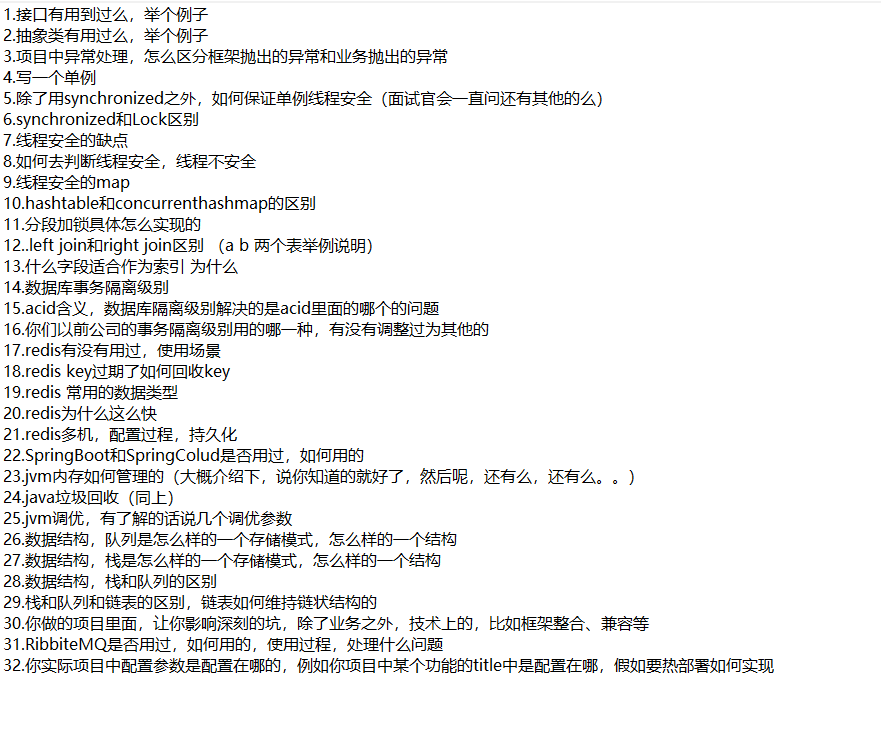 1.接口有用到过么，举个例子
2.抽象类有用过么，举个例子
3.项目中异常处理，怎么区分框架抛出的异常和业务抛出的异常
4.写一个单例
5.除了用synchronized之外，如何保证单例线程安全（面试官会一直问还有其他的么）
6.synchronized和Lock区别
7.线程安全的缺点
8.如何去判断线程安全，线程不安全
9.线程安全的map
10.hashtable和concurrenthashmap的区别
11.分段加锁具体怎么实现的
12..left join和right join区别 （a b 两个表举例说明）
13.什么字段适合作为索引 为什么
14.数据库事务隔离级别
15.acid含义，数据库隔离级别解决的是acid里面的哪个的问题
16.你们以前公司的事务隔离级别用的哪一种，有没有调整过为其他的
17.redis有没有用过，使用场景
18.redis key过期了如何回收key
19.redis 常用的数据类型
20.redis为什么这么快
21.redis多机，配置过程，持久化
22.SpringBoot和SpringColud是否用过，如何用的
23.jvm内存如何管理的（大概介绍下，说你知道的就好了，然后呢，还有么，还有么。。）
24.java垃圾回收（同上）
25.jvm调优，有了解的话说几个调优参数
26.数据结构，队列是怎么样的一个存储模式，怎么样的一个结构
27.数据结构，栈是怎么样的一个存储模式，怎么样的一个结构
28.数据结构，栈和队列的区别
29.栈和队列和链表的区别，链表如何维持链状结构的
30.你做的项目里面，让你影响深刻的坑，除了业务之外，技术上的，比如框架整合、兼容等
31.RibbiteMQ是否用过，如何用的，使用过程，处理什么问题
32.你实际项目中配置参数是配置在哪的，例如你项目中某个功能的title中是配置在哪，假如要热部署如何实现